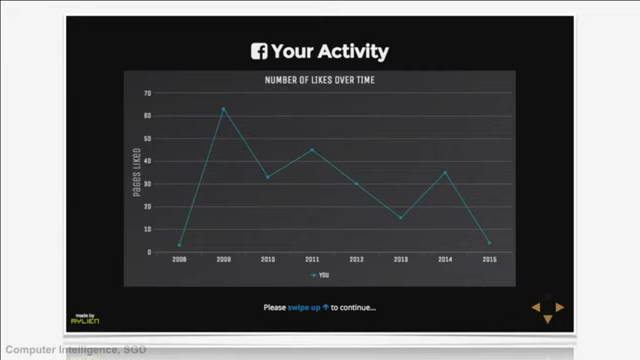 Your Activity
NUMBER OF LIKES OVER TIME
PAGES LIKED
70
60
50
40
30
20
10
0
2008 2009 2010 2011 2012 2013 2014 2015
YOU
Please swipe up ↑ to continue...
made by
RYLIEN
Computer Intelligence, SGD